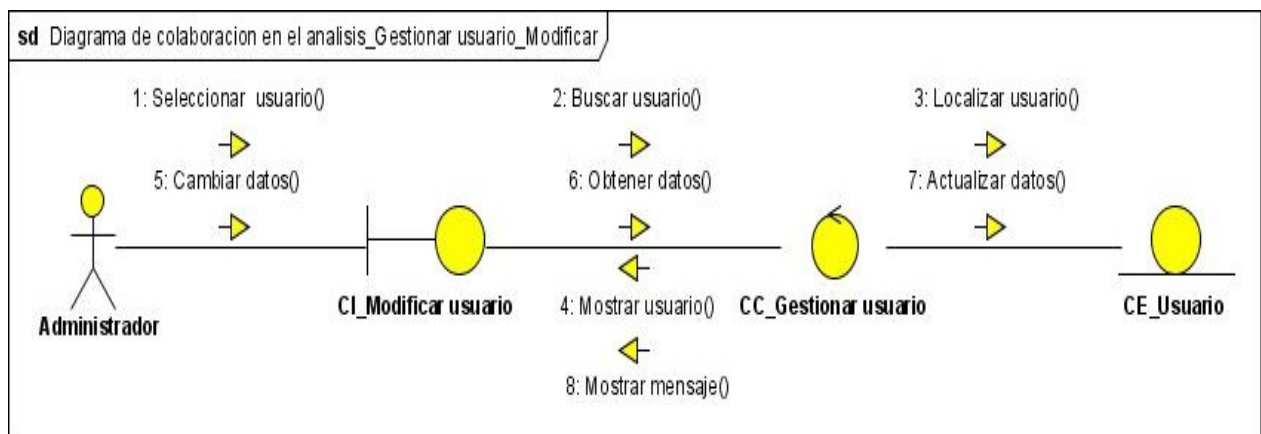 sd Diagrama de colaboracion en el analisis_Gestionar usuario_Modificar
1: Seleccionar usuario()
2: Buscar usuario()
3: Localizar usuario()
5: Cambiar datos()
6: Obtener datos()
7: Actualizar datos()
Administrador
CI_Modificar usuario
4: Mostrar usuario()
CC_Gestionar usuario
CE_Usuario
8: Mostrar mensaje()